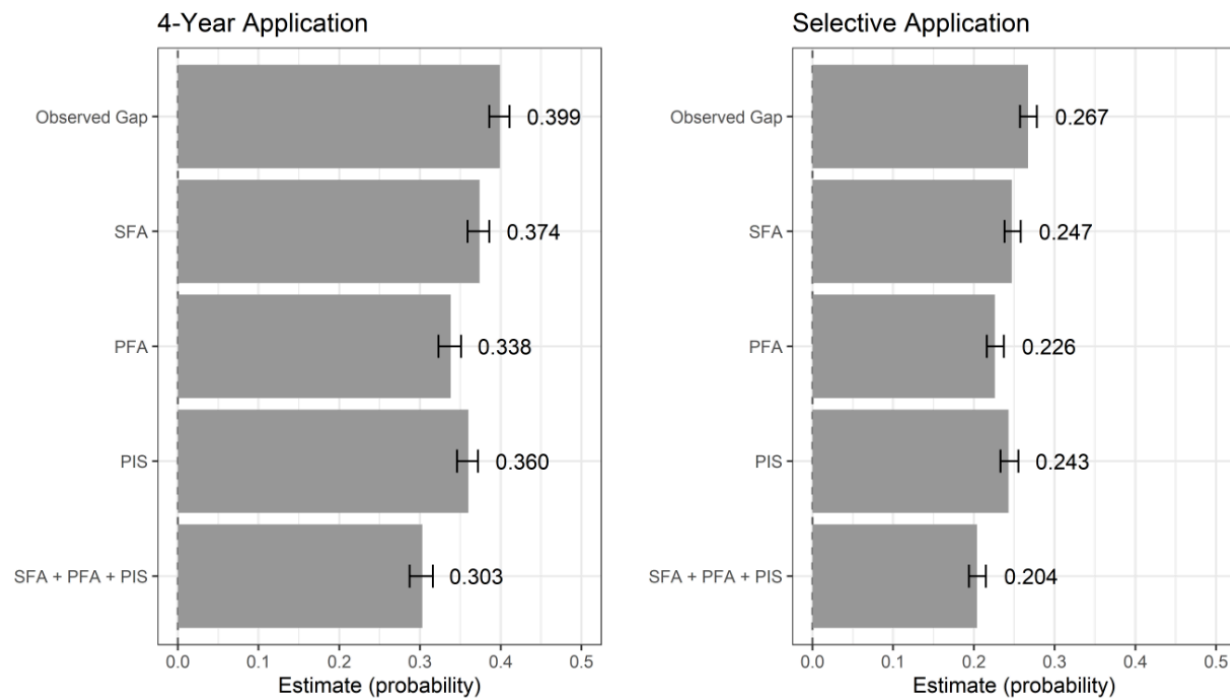 4-Year Application
Observed Gap
0.399
SFA
0.374
PFA
0.338
PIS
0.360
SFA + PFA + PIS
0.303
0.0 0.1 0.2 0.3 0.4 0.5
Estimate (probability)
Selective Application
Observed Gap
0.267
SFA
0.247
PFA
0.226
PIS
0.243
SFA + PFA + PIS
0.204
0.0 0.1 0.2 0.3 0.4 0.5
Estimate (probability)